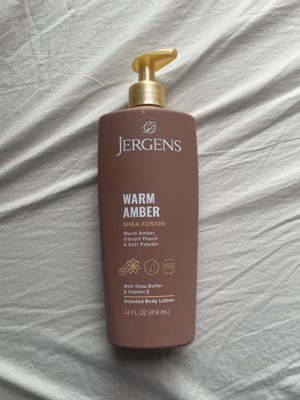 JERGENS
WARM
AMBER
SHEA FUSION
Warm Amber,
Vibrant Peach
& Soft Powder
FREE
With Shea Butter
& Vitamin E
Scented Body Lotion
14 FL OZ (414 mL)